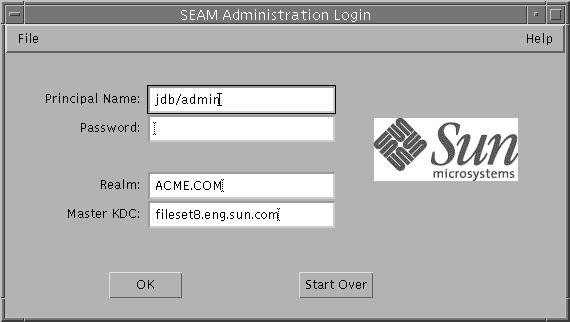 SEAM Administration Login
File Help
Principal Name: jdb/admin
Password:
Sun
microsystems
Realm: ACME.COM
Master KDC: fileset8.eng.sun.com
OK Start Over